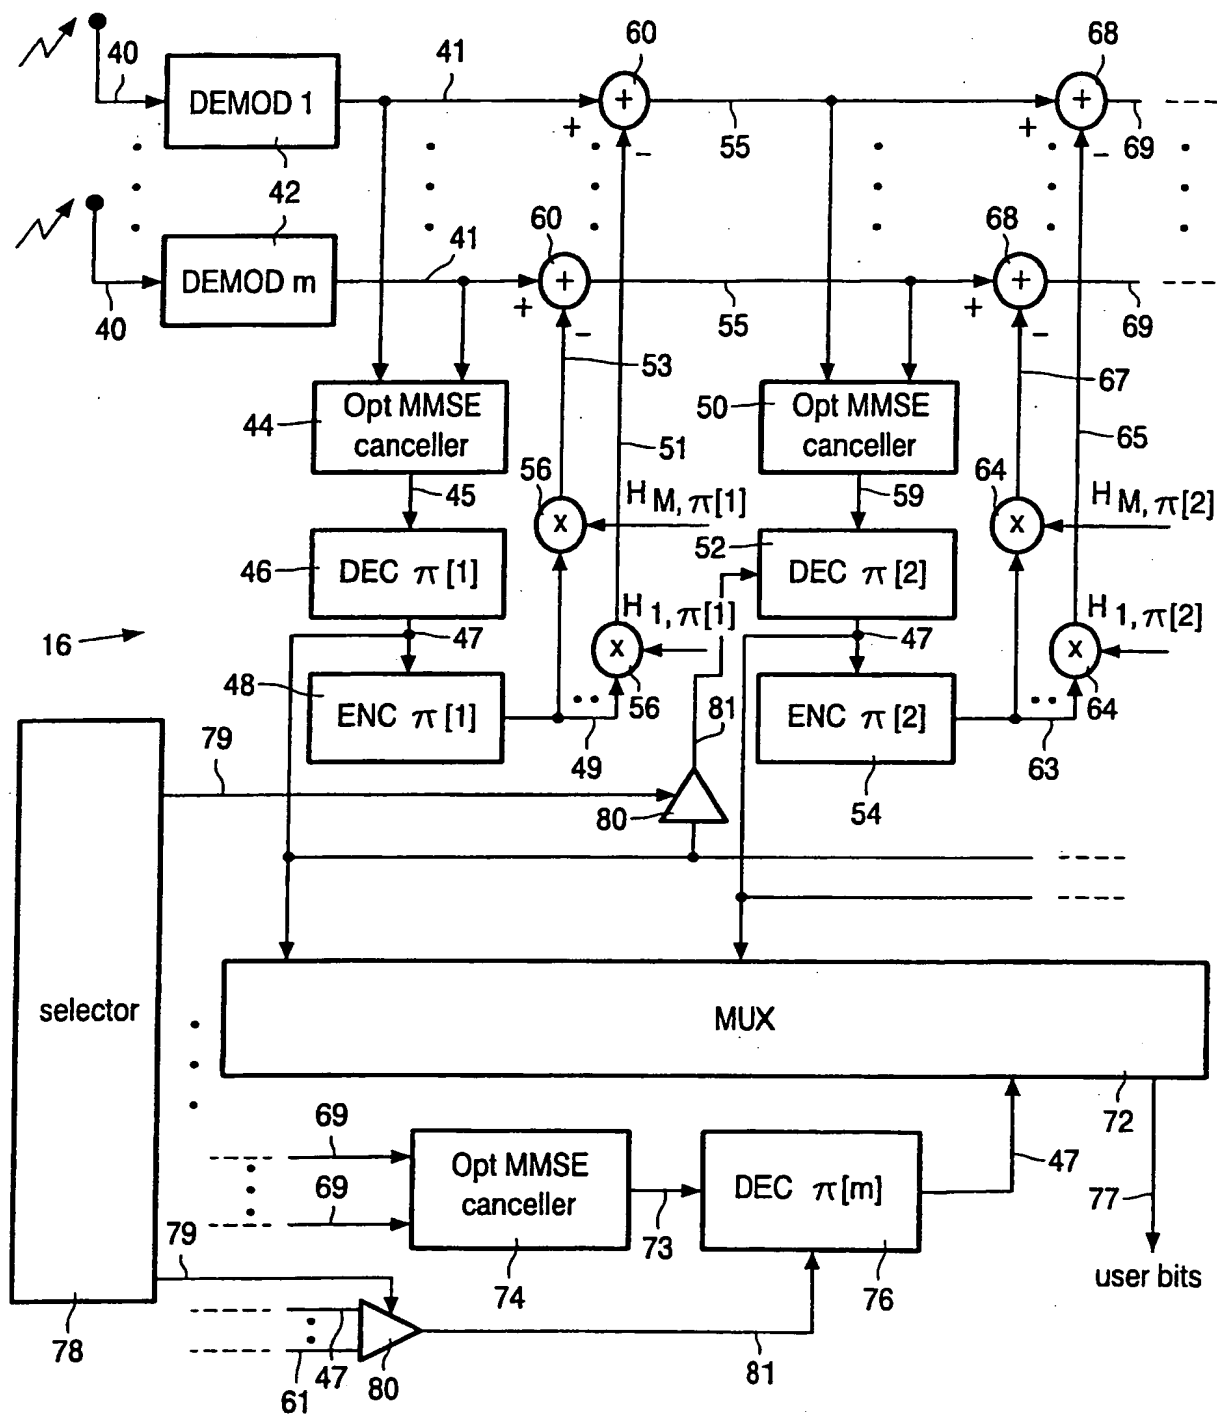 60
68
40
41
DEMOD 1
+
+
+
−
55
+
−
69
42
60
41
68
DEMOD m
+
+
40
+
−
55
+
−
69
53
67
44
Opt MMSE
canceller
50
Opt MMSE
canceller
51
65
45
56
H M, π[1]
59
64
H M, π[2]
x
x
46
DEC π [1]
52
DEC π [2]
H 1, π[1]
H 1, π[2]
16
47
x
47
x
48
56
81
64
ENC π [1]
ENC π [2]
79
49
63
80
54
selector
MUX
72
69
47
Opt MMSE
canceller
DEC π[m]
69
77
79
73
74
76
user bits
78
47
61
80
81